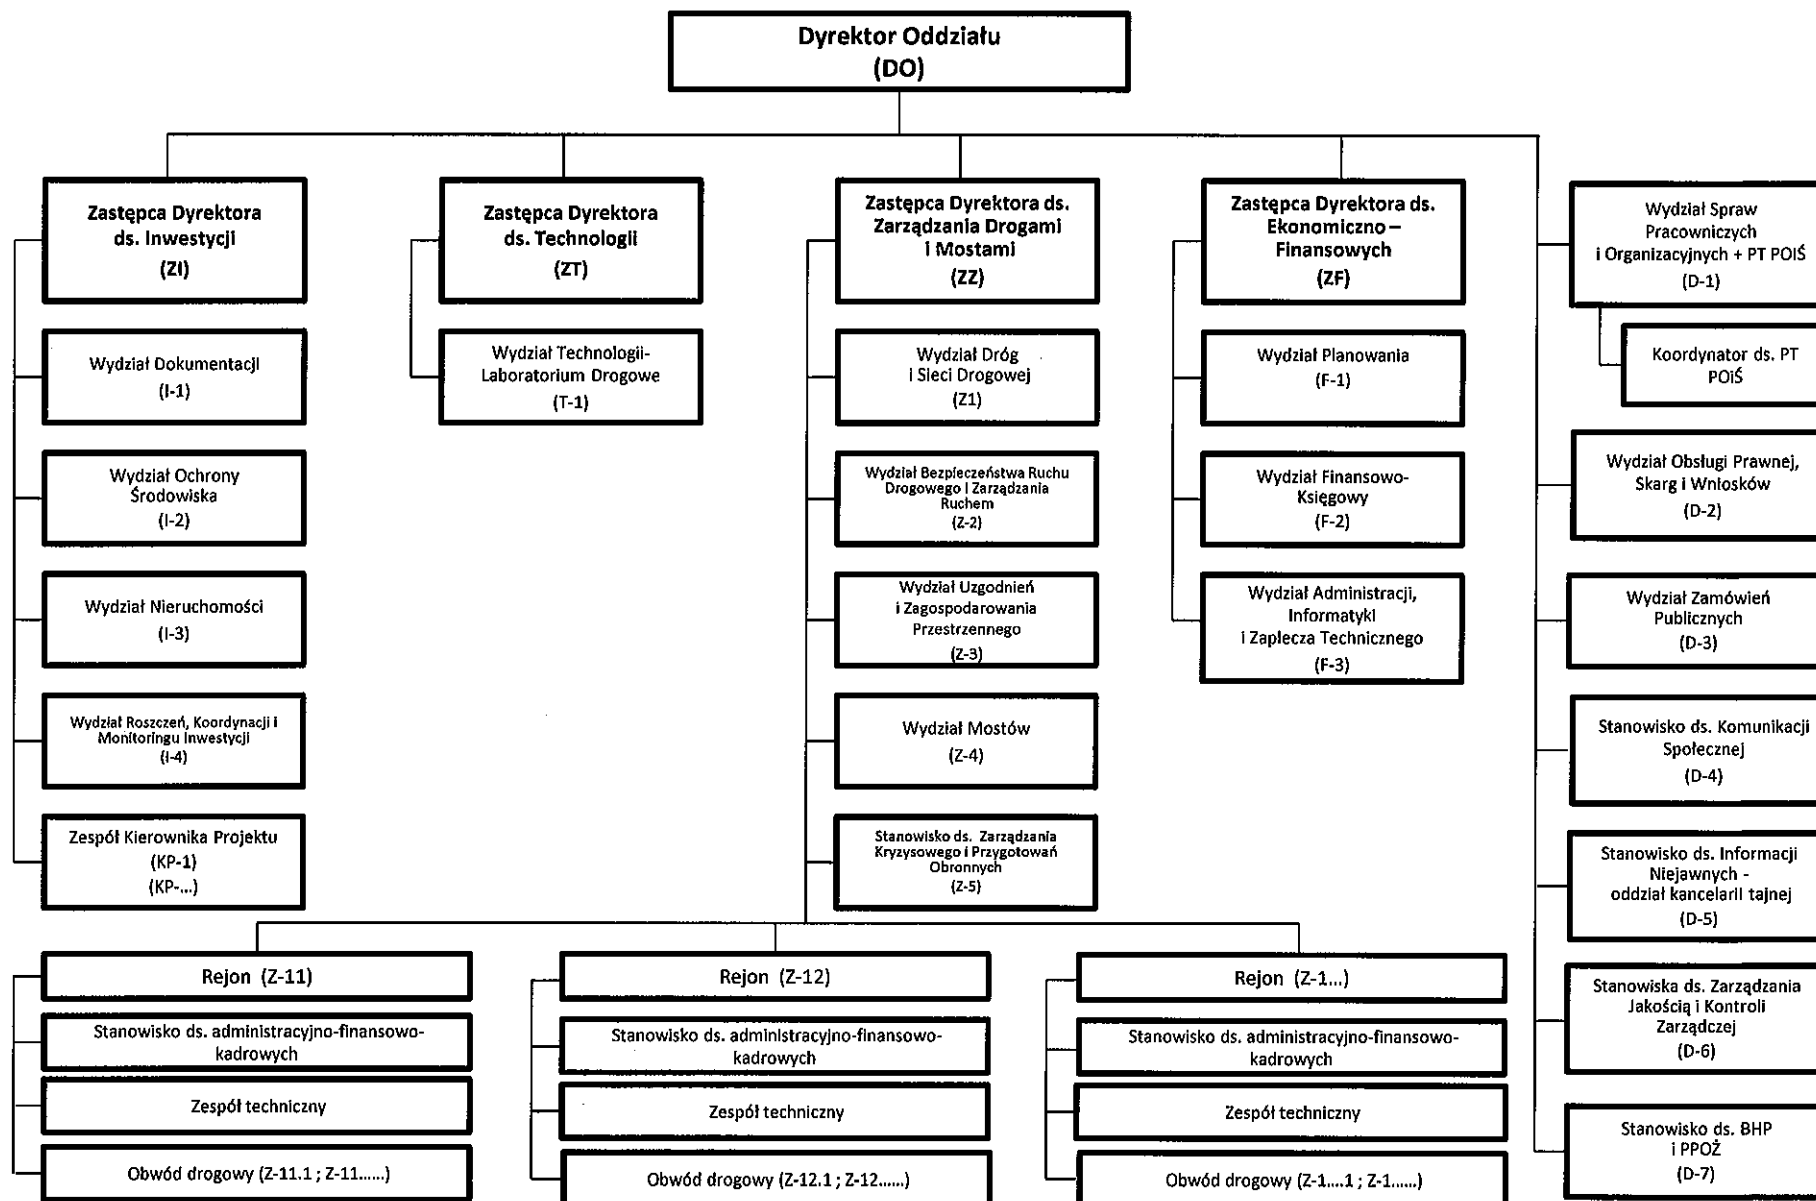 Dyrektor Oddziału
(DO)
Zastępca Dyrektora
ds. Inwestycji
(ZI)
Wydział Dokumentacji
(I-1)
Wydział Ochrony
Środowiska
(I-2)
Wydział Nieruchomości
(I-3)
Wydział Roszczeń, Koordynacji i
Monitoringu Inwestycji
(I-4)
Zespół Kierownika Projektu
(KP-1)
(KP-...)
Zastępca Dyrektora
ds. Technologii
(ZT)
Wydział Technologii-
Laboratorium Drogowe
(T-1)
Zastępca Dyrektora ds.
Zarządzania Drogami
i Mostami
(ZZ)
Wydział Dróg
i Sieci Drogowej
(Z1)
Wydział Bezpieczeństwa Ruchu
Drogowego i Zarządzania
Ruchem
(Z-2)
Wydział Uzgodnień
i Zagospodarowania
Przestrzennego
(Z-3)
Wydział Mostów
(Z-4)
Stanowisko ds. Zarządzania
Kryzysowego i Przygotowań
Obronnych
(Z-5)
Zastępca Dyrektora ds.
Ekonomiczno –
Finansowych
(ZF)
Wydział Planowania
(F-1)
Wydział Finansowo-
Księgowy
(F-2)
Wydział Administracji,
Informatyki
i Zaplecza Technicznego
(F-3)
Wydział Spraw
Pracowniczych
i Organizacyjnych + PT POIŚ
(D-1)
Koordynator ds. PT
POiŚ
Wydział Obsługi Prawnej,
Skarg i Wniosków
(D-2)
Wydział Zamówień
Publicznych
(D-3)
Stanowisko ds. Komunikacji
Społecznej
(D-4)
Stanowisko ds. Informacji
Niejawnych -
oddział kancelarii tajnej
(D-5)
Stanowiska ds. Zarządzania
Jakością i Kontroli
Zarządczej
(D-6)
Stanowisko ds. BHP
i PPOŻ
(D-7)
Rejon (Z-11)
Stanowisko ds. administracyjno-finansowo-
kadrowych
Zespół techniczny
Obwód drogowy (Z-11.1 ; Z-11......)
Rejon (Z-12)
Stanowisko ds. administracyjno-finansowo-
kadrowych
Zespół techniczny
Obwód drogowy (Z-12.1 ; Z-12......)
Rejon (Z-1...)
Stanowisko ds. administracyjno-finansowo-
kadrowych
Zespół techniczny
Obwód drogowy (Z-1....1 ; Z-1......)